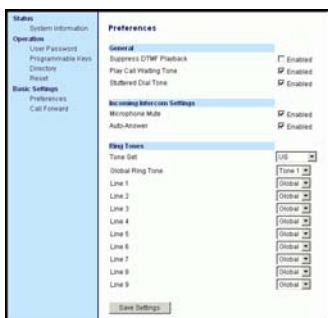 Status
System Information
Operation
User Password
Programmable Keys
Directory
Reset
Basic Settings
Preferences
Call Forward
Preferences
General
Suppress DTMF Playback Enabled
Play Call Waiting Tone Enabled
Stuttered Dial Tone Enabled
Incoming Intercom Settings
Microphone Mute Enabled
Auto-Answer Enabled
Ring Tones
Tone Set US
Global Ring Tone Tone 1
Line 1 Global
Line 2 Global
Line 3 Global
Line 4 Global
Line 5 Global
Line 6 Global
Line 7 Global
Line 8 Global
Line 9 Global
Save Settings